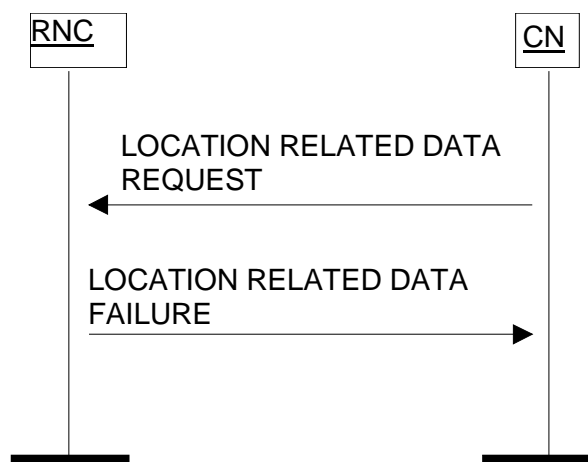 RNC
CN
LOCATION RELATED DATA
REQUEST
LOCATION RELATED DATA
FAILURE